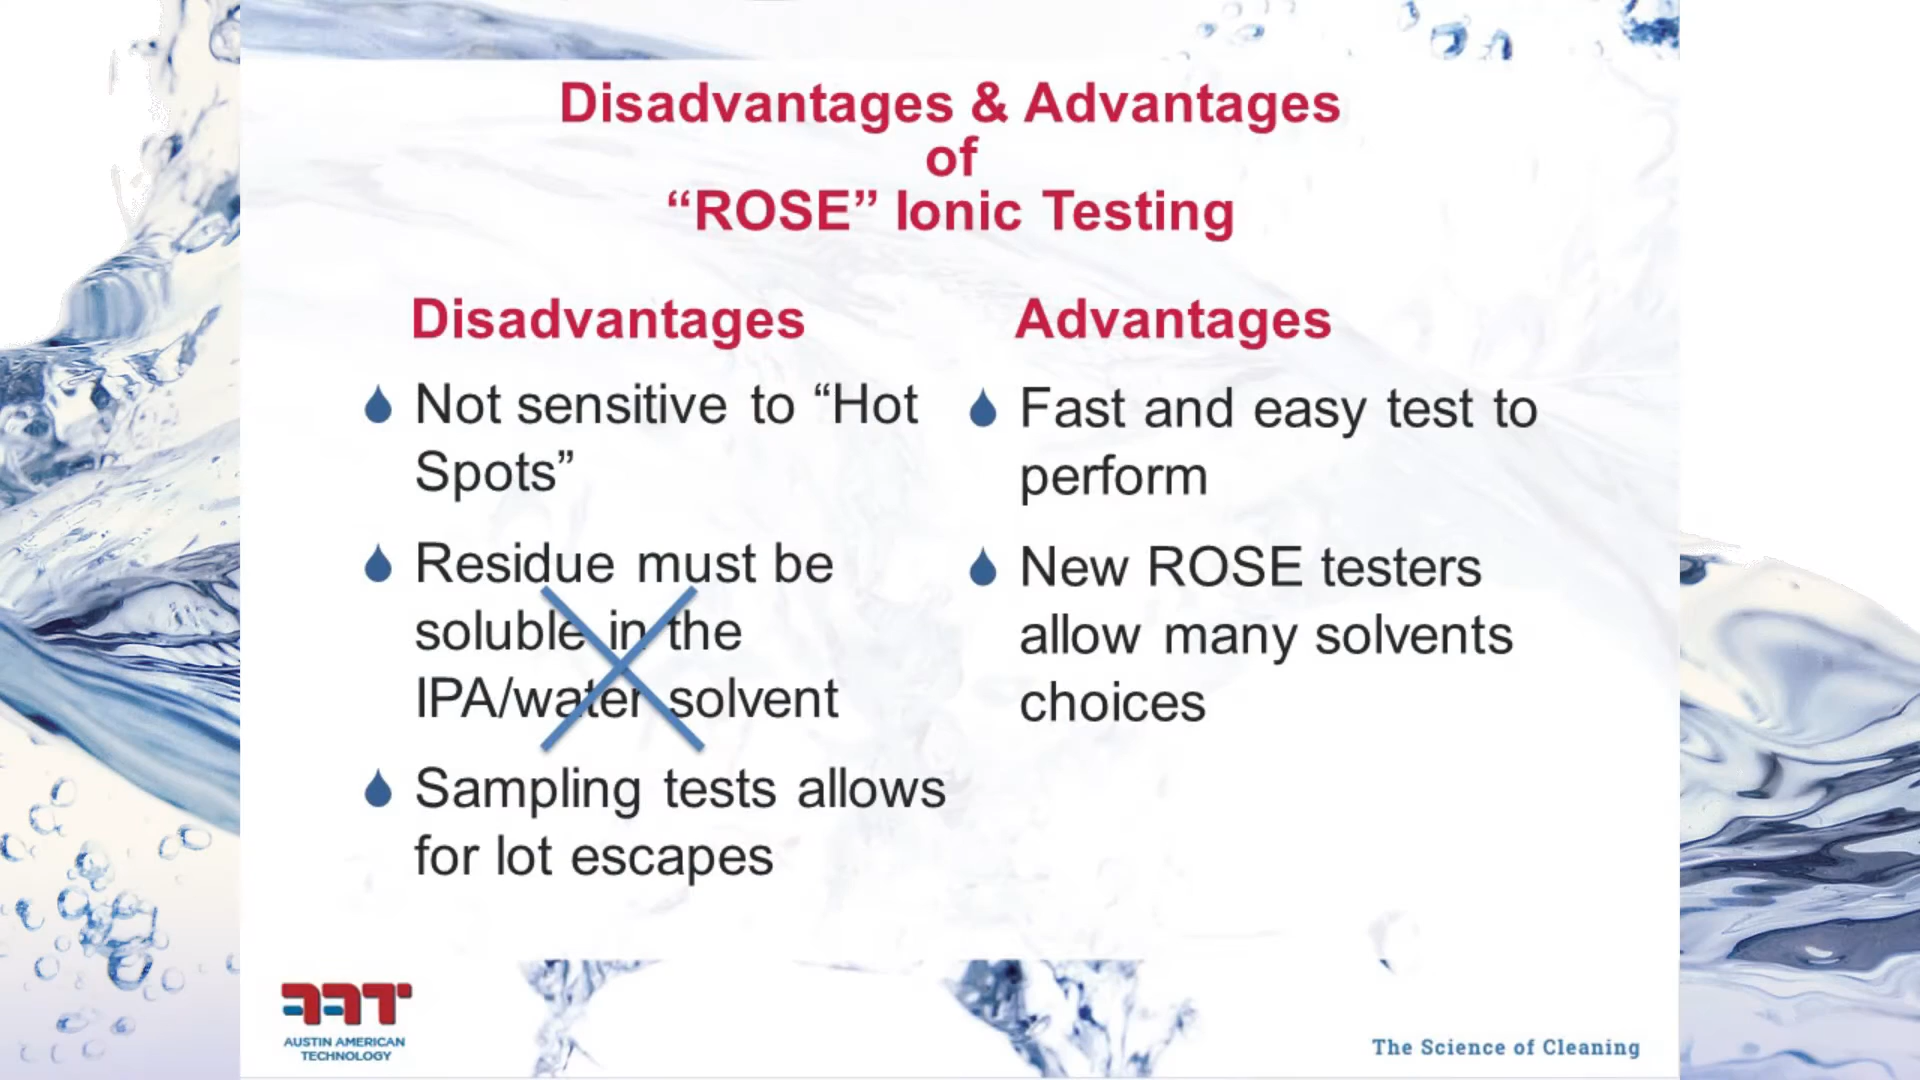 Disadvantages & Advantages
of
“ROSE” Ionic Testing
Disadvantages
Not sensitive to “Hot
Spots”
Residue must be
soluble in the
IPA/water solvent
Sampling tests allows
for lot escapes
Advantages
Fast and easy test to
perform
New ROSE testers
allow many solvents
choices
AAT
AUSTIN AMERICAN
TECHNOLOGY
The Science of Cleaning